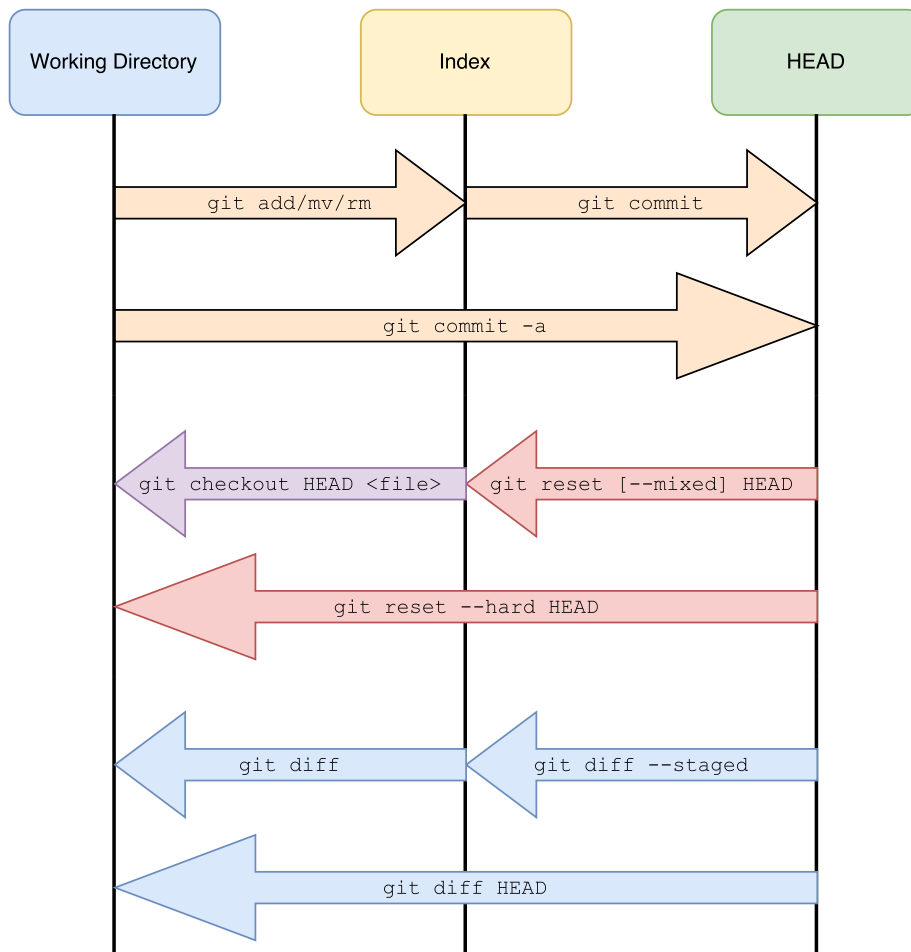 Working Directory
Index
HEAD
git add/mv/rm
git commit
git commit -a
git checkout HEAD <file>
git reset [--mixed] HEAD
git reset --hard HEAD
git diff
git diff --staged
git diff HEAD